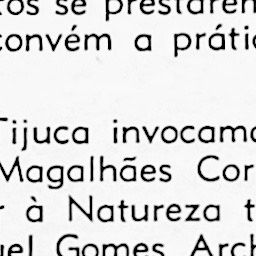 tos se prestarem
convém a prátic
Tijuca invocamo
Magalhães Cor
r à Natureza t
uel Gomes Arch